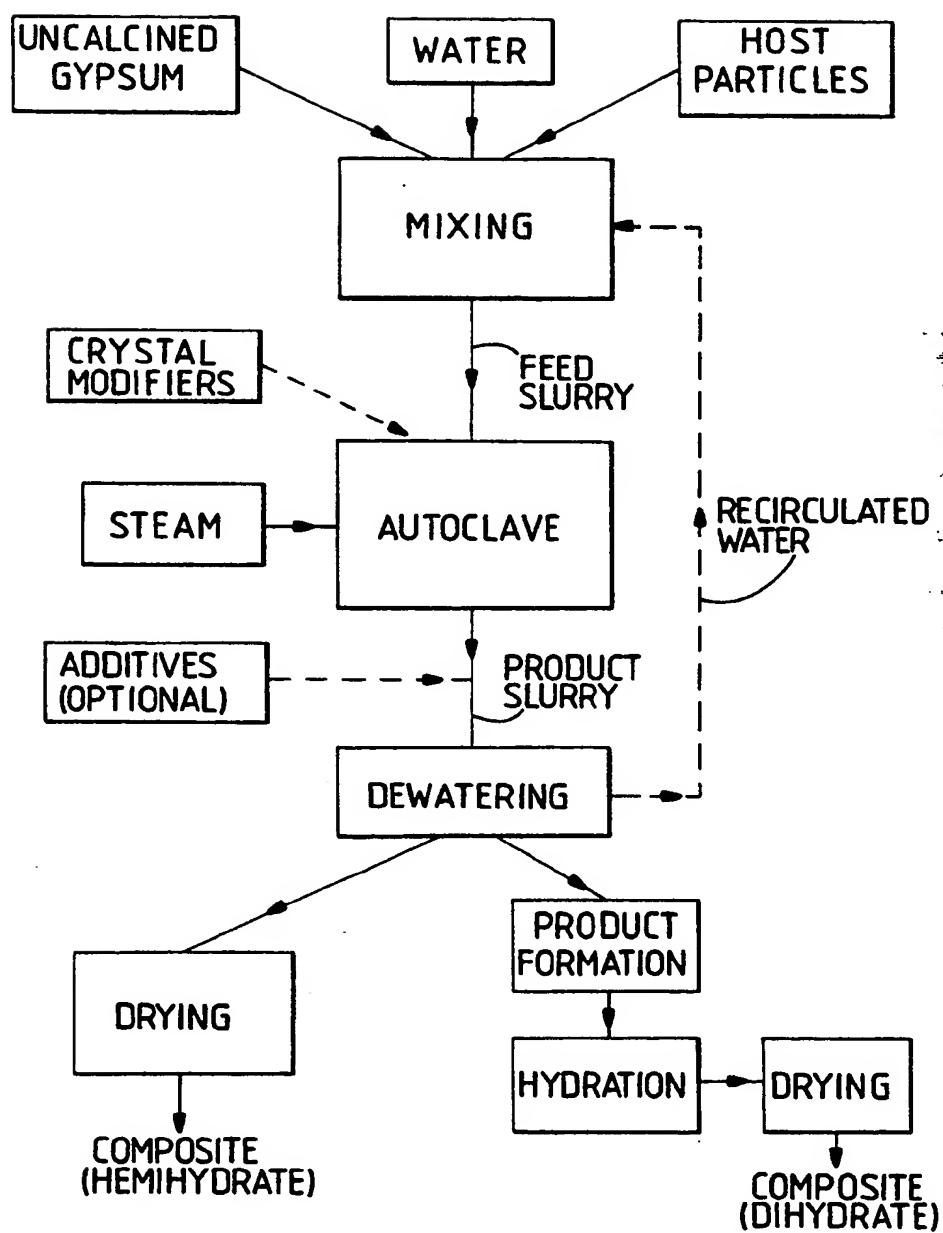 UNCALCINED
GYPSUM
WATER
HOST
PARTICLES
MIXING
CRYSTAL
MODIFIERS
FEED
SLURRY
STEAM
AUTOCLAVE
RECIRCULATED
WATER
ADDITIVES
(OPTIONAL)
PRODUCT
SLURRY
DEWATERING
PRODUCT
FORMATION
DRYING
HYDRATION
DRYING
COMPOSITE
(HEMIHYDRATE)
COMPOSITE
(DIHYDRATE)